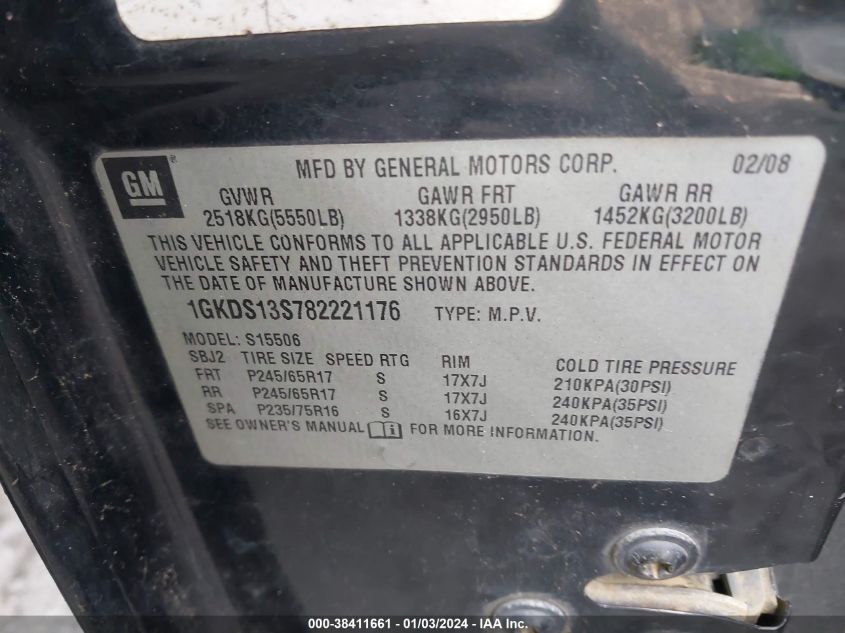 GM® MFD BY GENERAL MOTORS CORP. 02/08
GVWR GAWR FRT GAWR RR
2518KG(5550LB) 1338KG(2950LB) 1452KG(3200LB)
THIS VEHICLE CONFORMS TO ALL APPLICABLE U.S. FEDERAL MOTOR
VEHICLE SAFETY AND THEFT PREVENTION STANDARDS IN EFFECT ON
THE DATE OF MANUFACTURE SHOWN ABOVE.
1GKDS13S782221176 TYPE: M.P.V.
MODEL: S15506
SBJ2 TIRE SIZE SPEED RTG RIM COLD TIRE PRESSURE
FRT P245/65R17 S 17X7J 210KPA(30PSI)
RR P245/65R17 S 17X7J 240KPA(35PSI)
SPA P235/75R16 S 16X7J 240KPA(35PSI)
SEE OWNER'S MANUAL i FOR MORE INFORMATION.
000-38411661 - 01/03/2024 - IAA Inc.